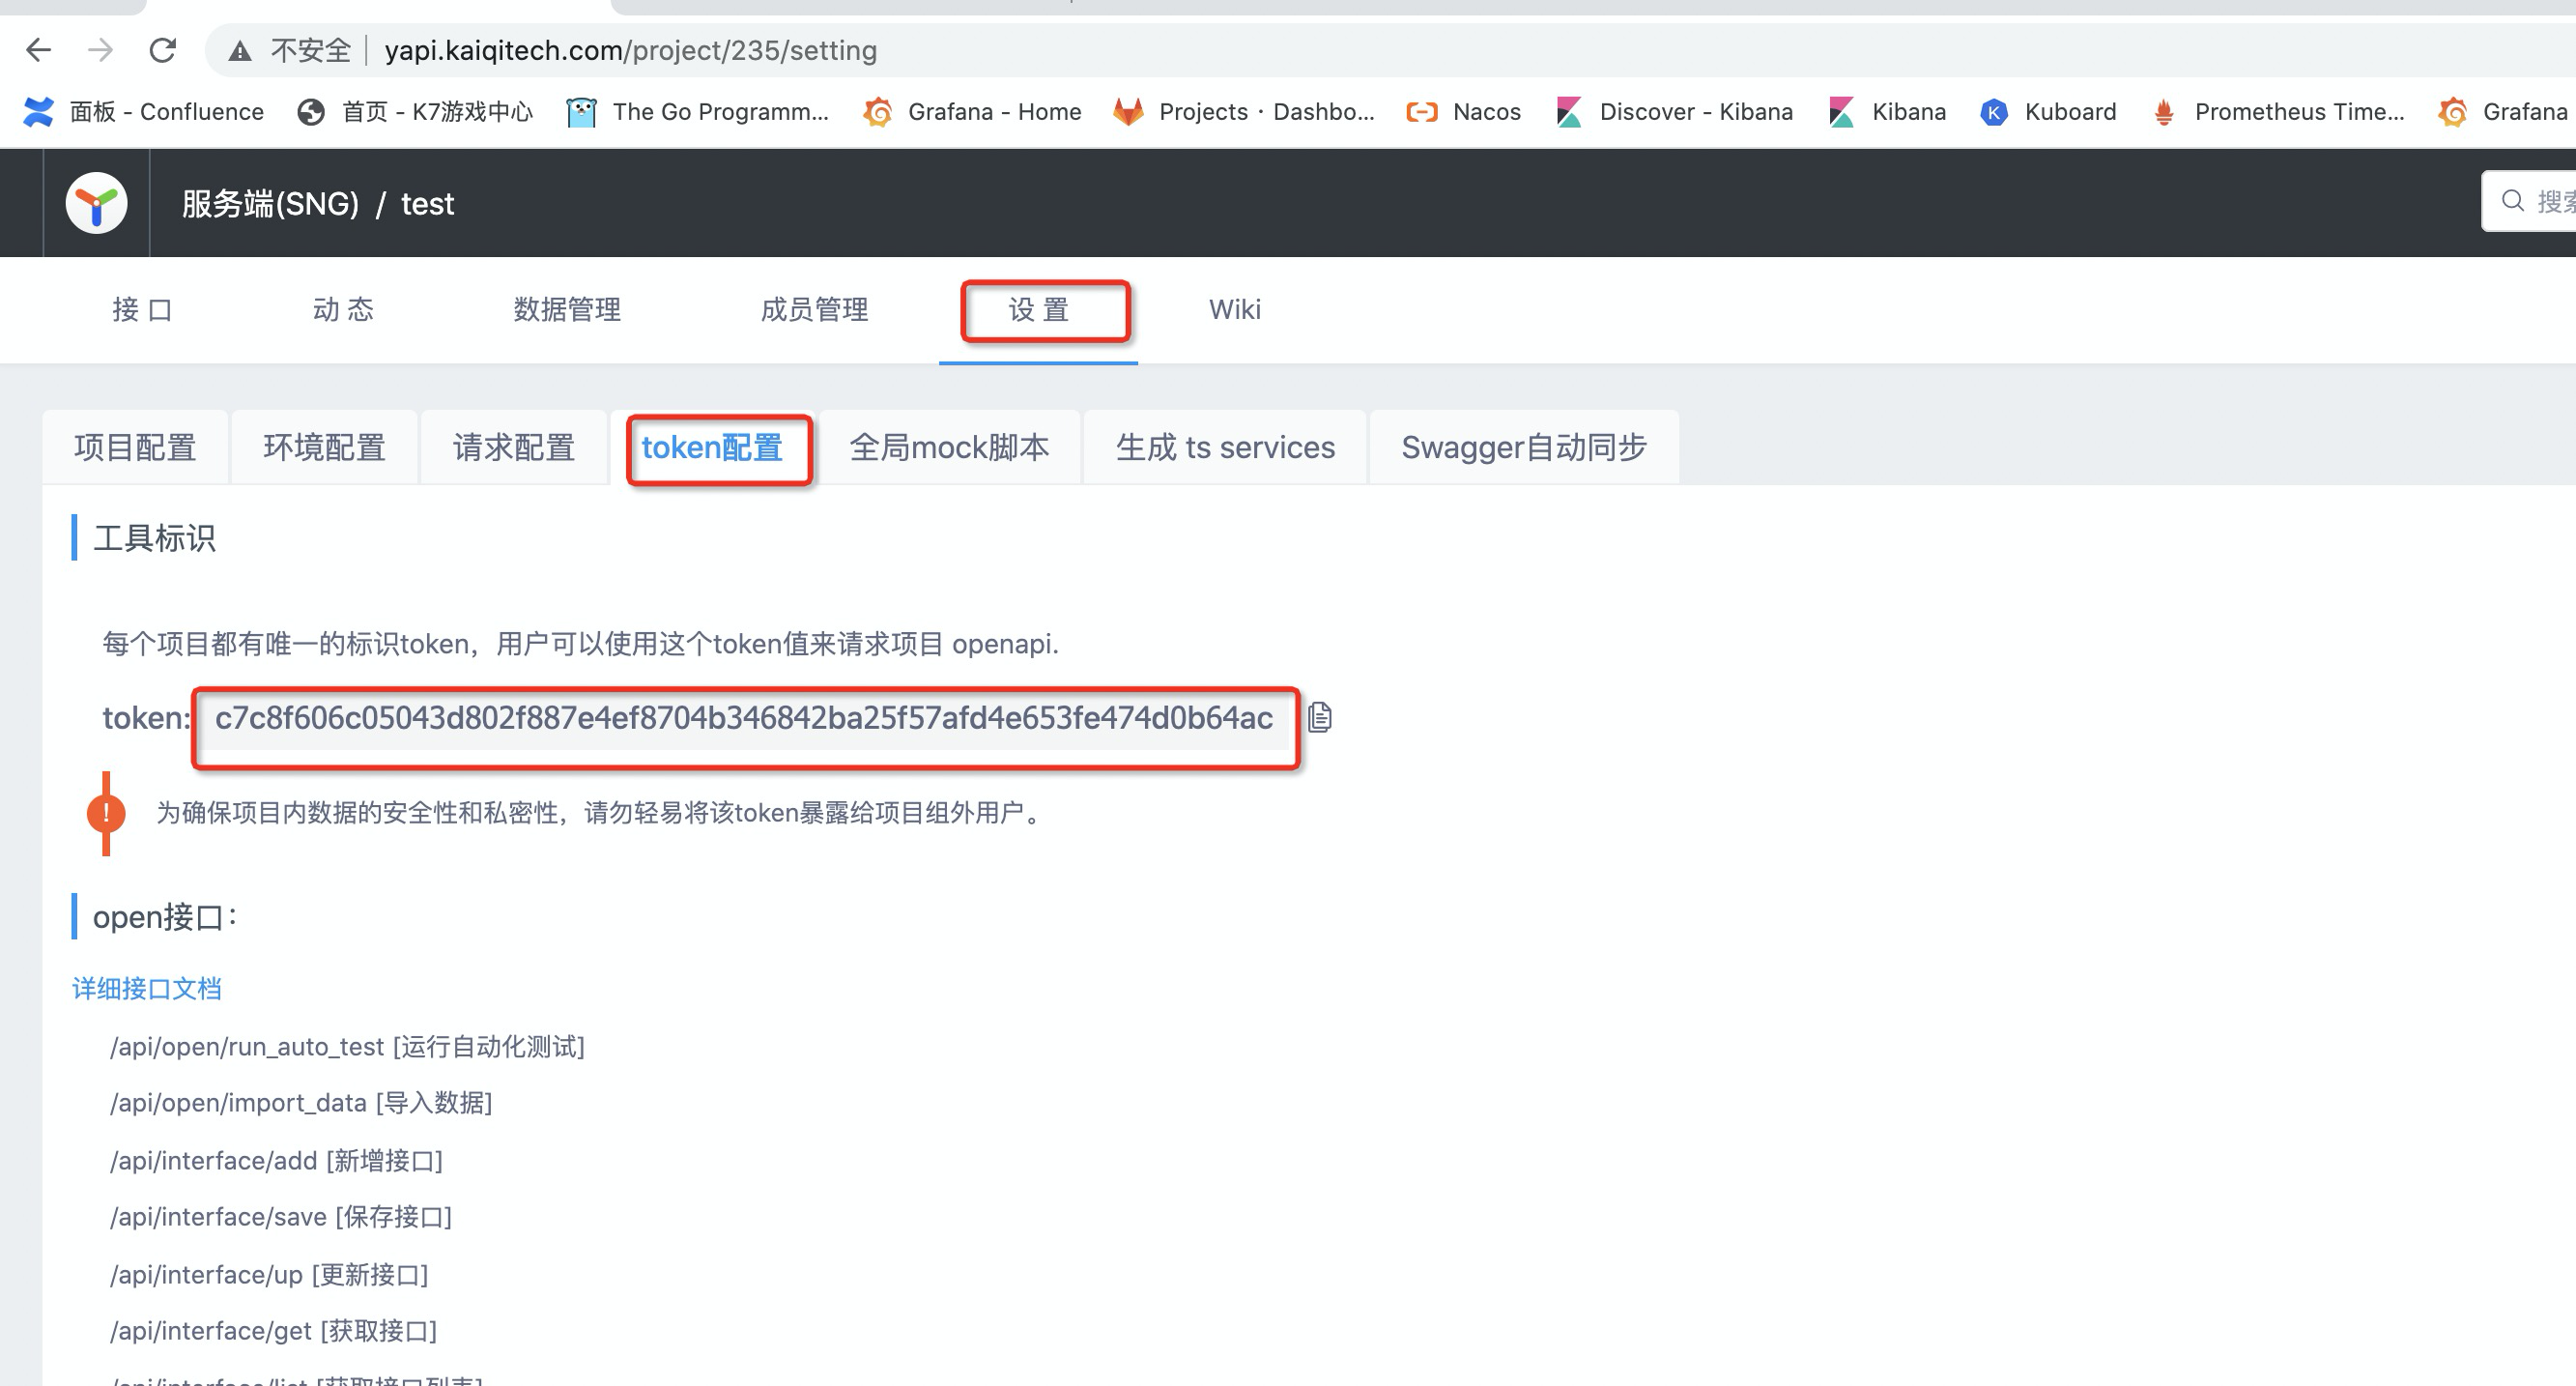 不安全 yapi.kaiqitech.com/project/235/setting
面板 - Confluence 首页 - K7游戏中心 The Go Programm... Grafana - Home Projects · Dashbo... Nacos Discover - Kibana Kibana Kuboard Prometheus Time... Grafana
服务端(SNG) / test 搜索
接 口 动 态 数据管理 成员管理 设 置 Wiki
项目配置 环境配置 请求配置 token配置 全局mock脚本 生成 ts services Swagger自动同步
工具标识
每个项目都有唯一的标识token，用户可以使用这个token值来请求项目 openapi.
token: c7c8f606c05043d802f887e4ef8704b346842ba25f57afd4e653fe474d0b64ac
为确保项目内数据的安全性和私密性，请勿轻易将该token暴露给项目组外用户。
open接口：
详细接口文档
/api/open/run_auto_test [运行自动化测试]
/api/open/import_data [导入数据]
/api/interface/add [新增接口]
/api/interface/save [保存接口]
/api/interface/up [更新接口]
/api/interface/get [获取接口]
/api/interface/list [获取接口列表]